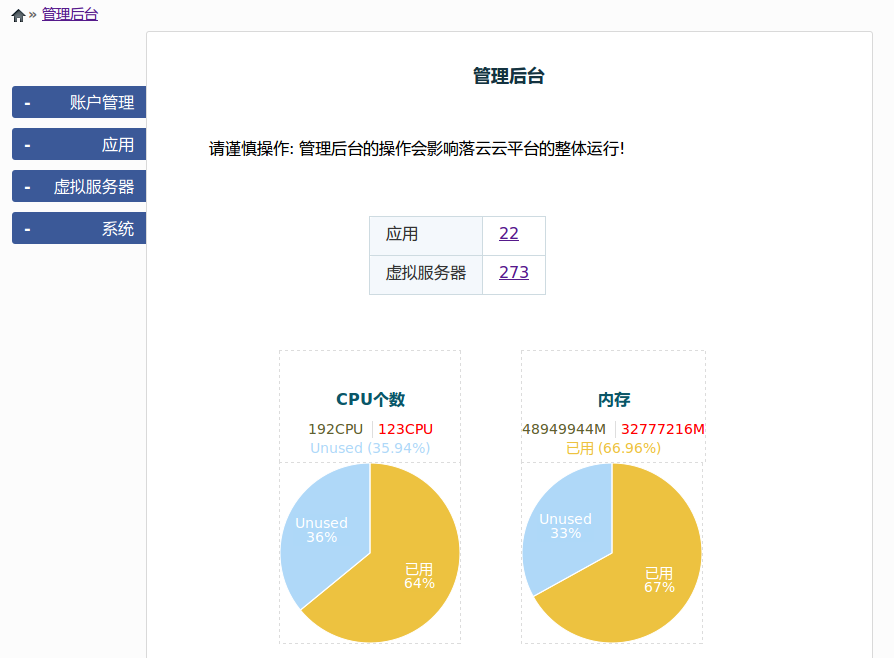 » 管理后台
管理后台
- 账户管理
- 应用
- 虚拟服务器
- 系统
请谨慎操作: 管理后台的操作会影响落云云平台的整体运行!
应用 22
虚拟服务器 273
CPU个数
192CPU 123CPU
Unused (35.94%)
Unused
36%
已用
64%
内存
48949944M 32777216M
已用 (66.96%)
Unused
33%
已用
67%